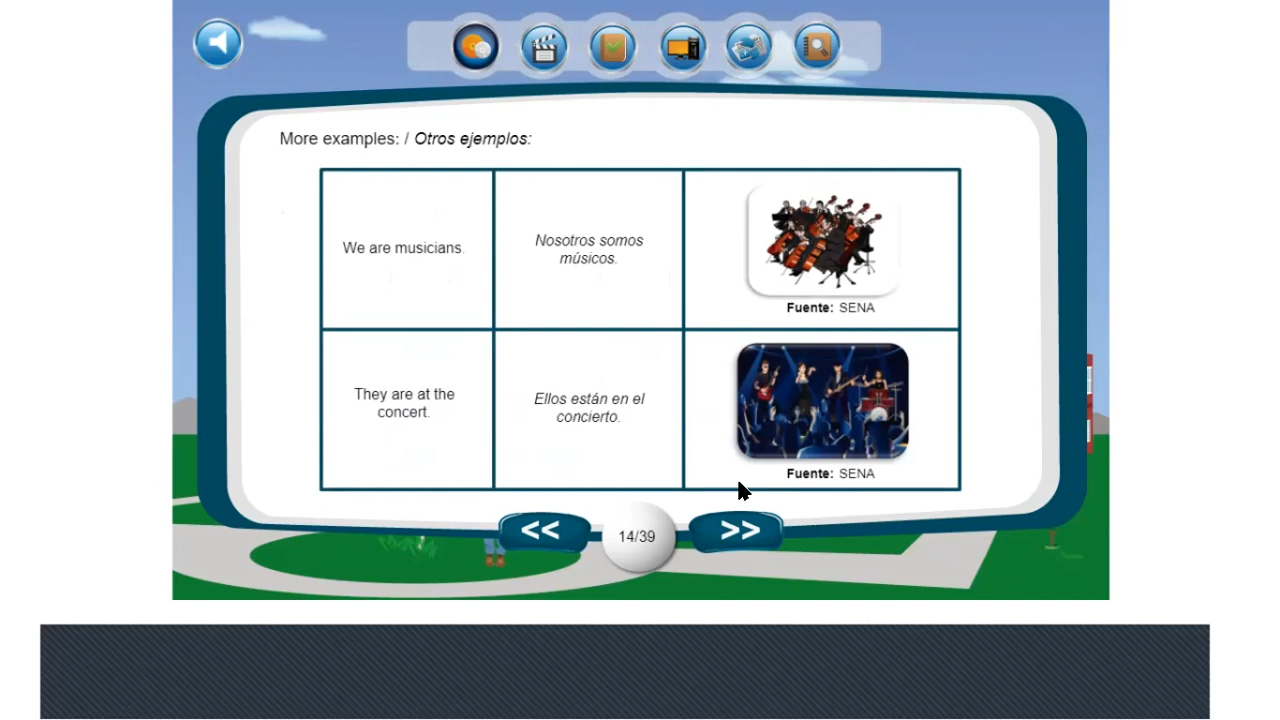 More examples: / Otros ejemplos:
We are musicians.
Nosotros somos
músicos.
Fuente: SENA
They are at the
concert.
Ellos están en el
concierto.
Fuente: SENA
<< 14/39 >>